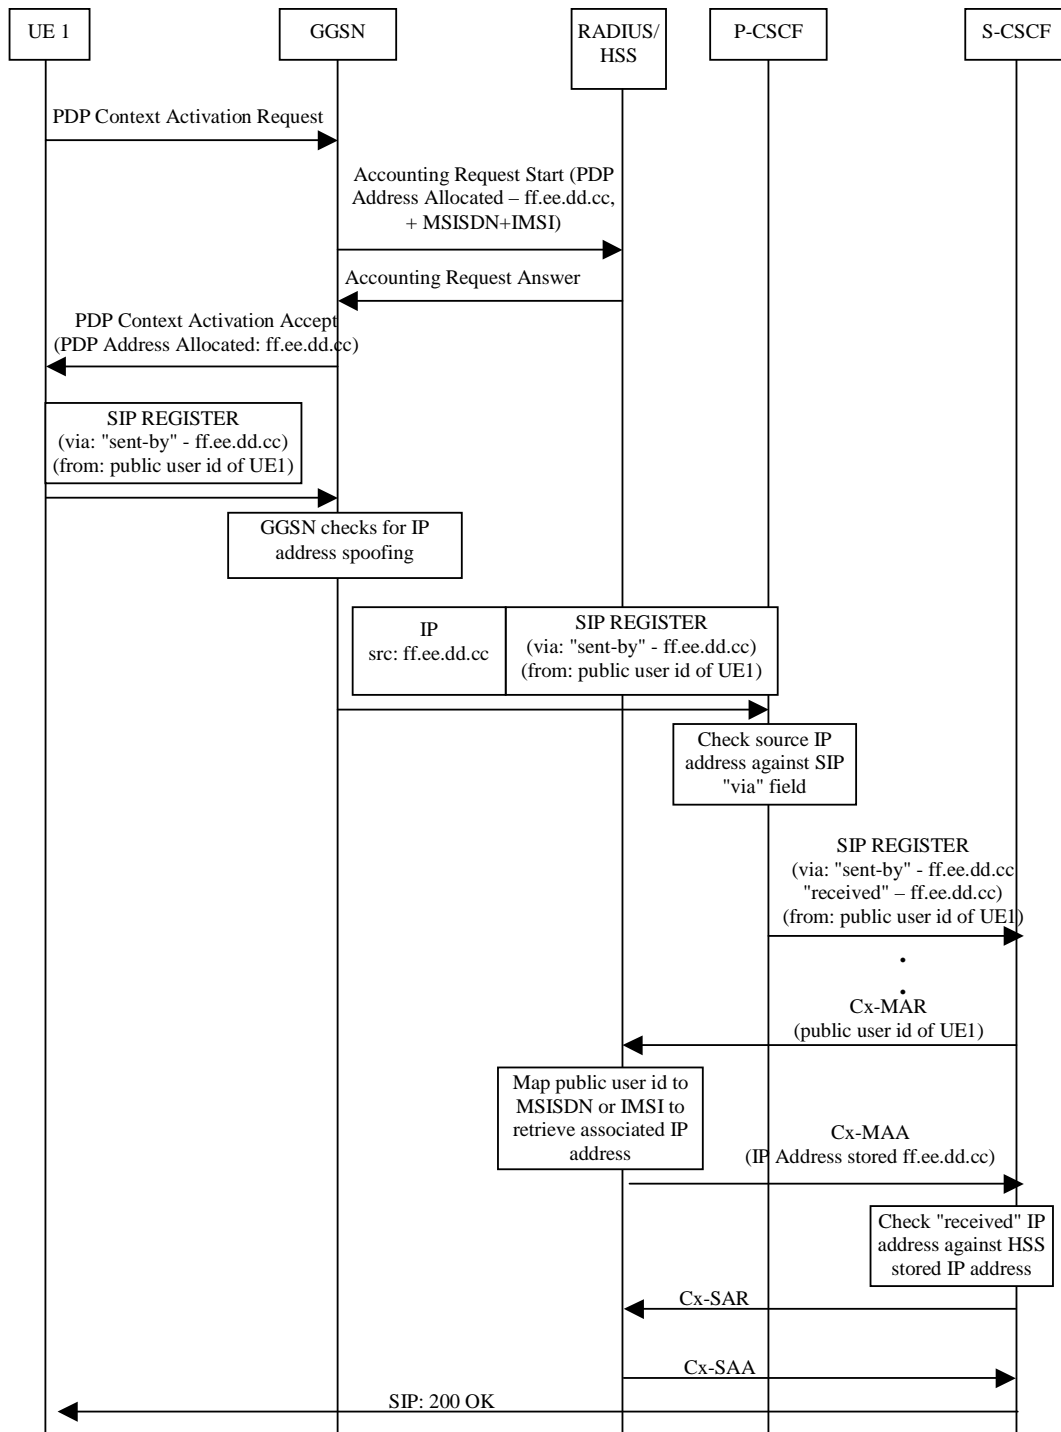 UE 1
GGSN
RADIUS/
HSS
P-CSCF
S-CSCF
PDP Context Activation Request
Accounting Request Start (PDP
Address Allocated – ff.ee.dd.cc,
+ MSISDN+IMSI)
Accounting Request Answer
PDP Context Activation Accept
(PDP Address Allocated: ff.ee.dd.cc)
SIP REGISTER
(via: "sent-by" - ff.ee.dd.cc)
(from: public user id of UE1)
GGSN checks for IP
address spoofing
IP
src: ff.ee.dd.cc
SIP REGISTER
(via: "sent-by" - ff.ee.dd.cc)
(from: public user id of UE1)
Check source IP
address against SIP
"via" field
SIP REGISTER
(via: "sent-by" - ff.ee.dd.cc
"received" – ff.ee.dd.cc)
(from: public user id of UE1)
.
.
Cx-MAR
(public user id of UE1)
Map public user id to
MSISDN or IMSI to
retrieve associated IP
address
Cx-MAA
(IP Address stored ff.ee.dd.cc)
Check "received" IP
address against HSS
stored IP address
Cx-SAR
Cx-SAA
SIP: 200 OK